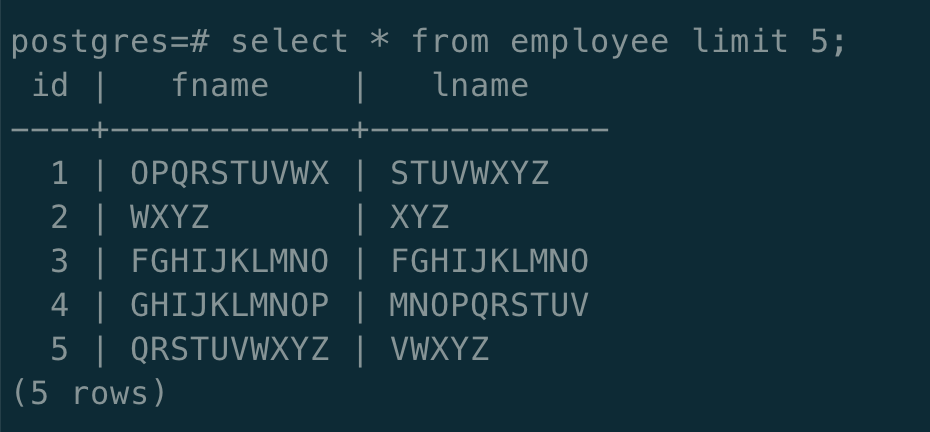 postgres=# select * from employee limit 5;
 id |   fname    |   lname
----+------------+------------
  1 | OPQRSTUVWX | STUVWXYZ
  2 | WXYZ       | XYZ
  3 | FGHIJKLMNO | FGHIJKLMNO
  4 | GHIJKLMNOP | MNOPQRSTUV
  5 | QRSTUVWXYZ | VWXYZ
(5 rows)